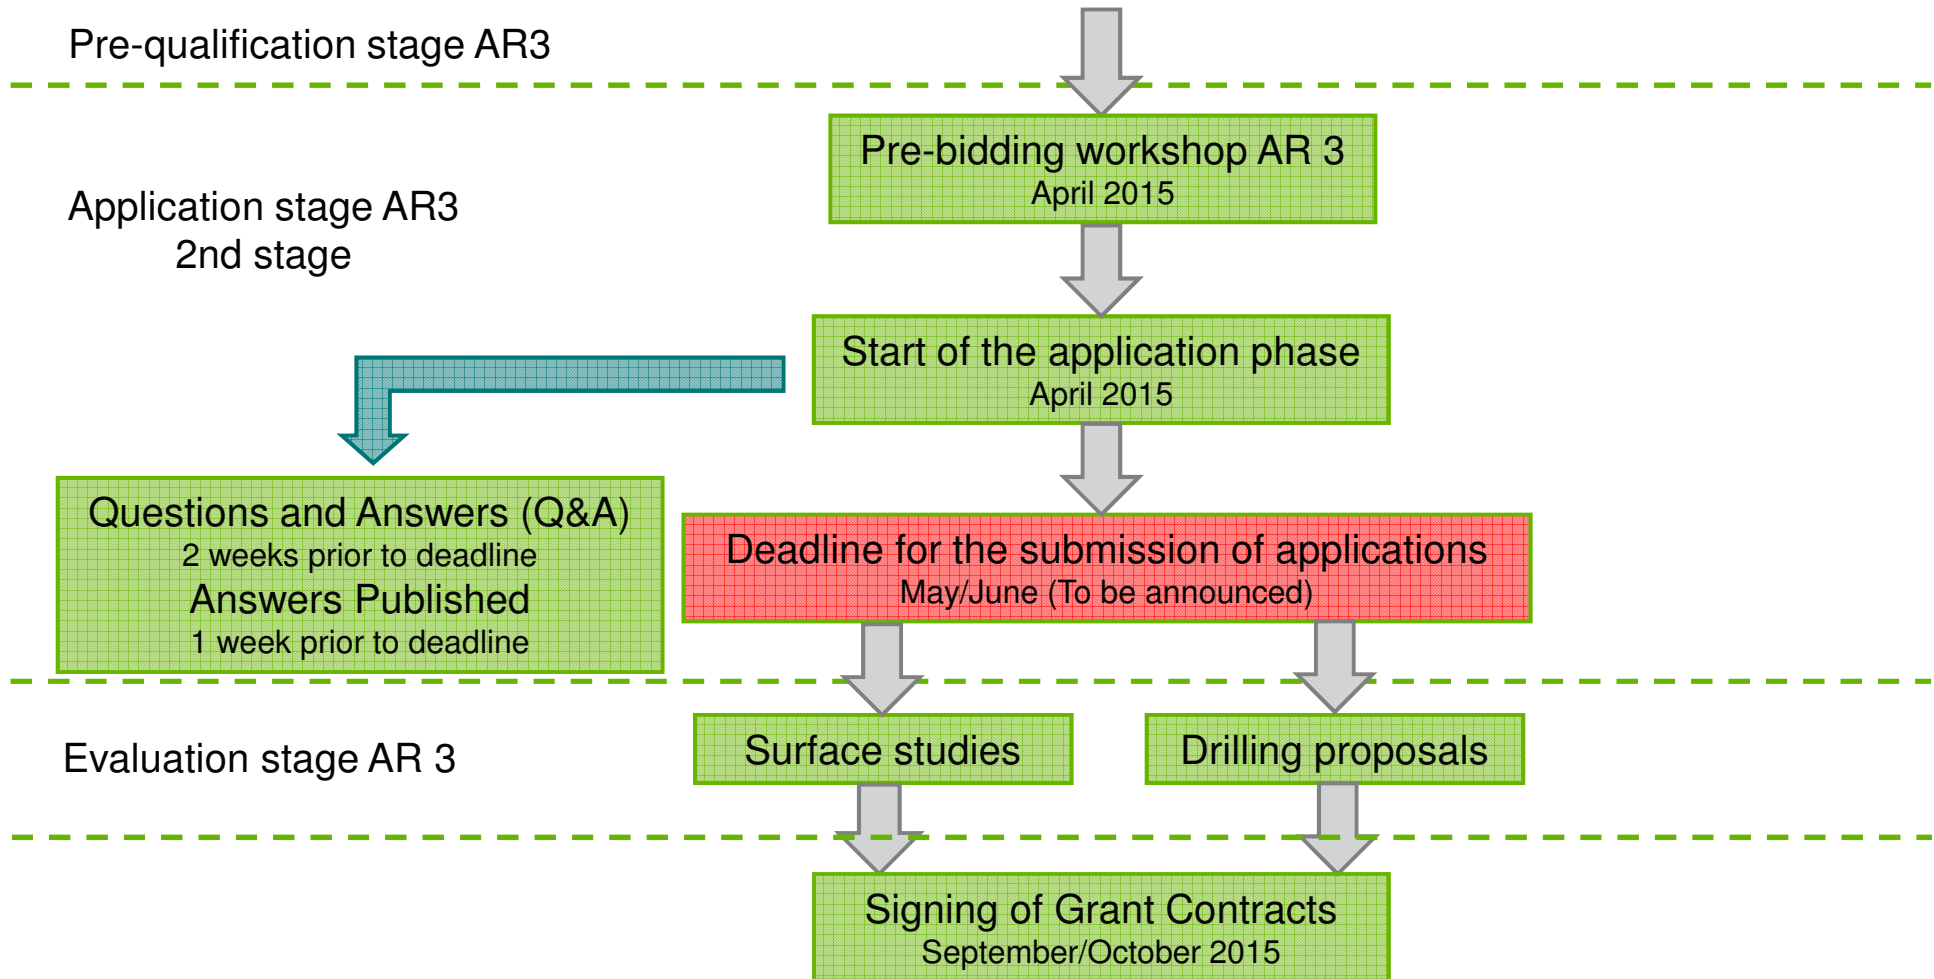 Pre-qualification stage AR3
Pre-bidding workshop AR 3
April 2015
Application stage AR3
2nd stage
Start of the application phase
April 2015
Questions and Answers (Q&A)
2 weeks prior to deadline
Answers Published
1 week prior to deadline
Deadline for the submission of applications
May/June (To be announced)
Evaluation stage AR 3
Surface studies
Drilling proposals
Signing of Grant Contracts
September/October 2015